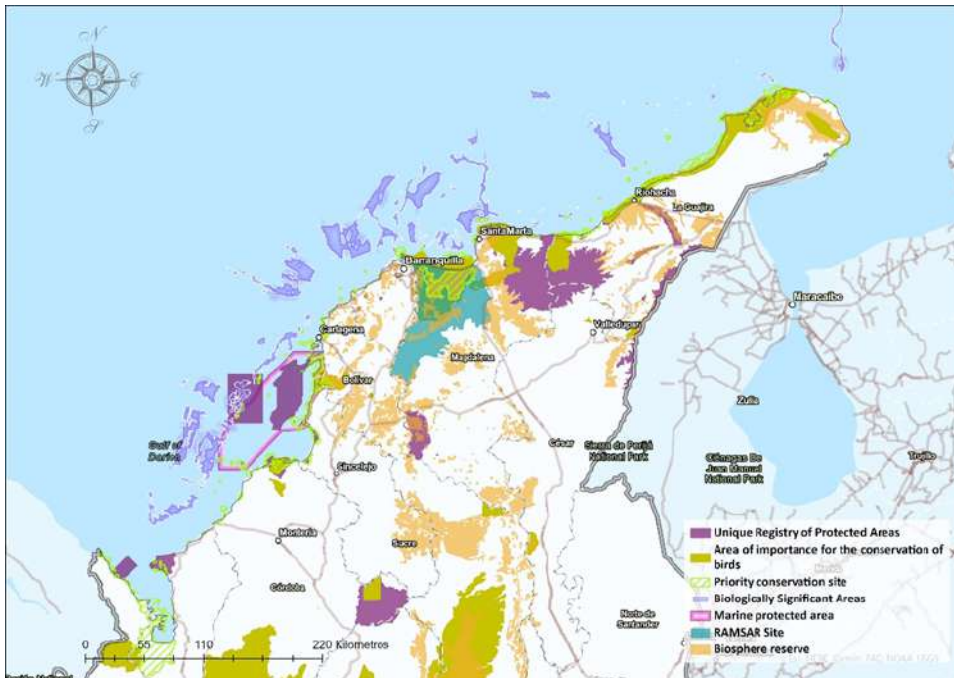 N
W
E
S
Riohacha
La Guajira
Santa Marta
Barranquilla
Maracaibo
Cartagena
Valledupar
Magdalena
Bolívar
Zulia
Gulf of
Darien
César
Sierra de Perijá
National Park
Ciénagas De
Juan Manuel
National Park
Trujillo
Sincelejo
Montería
Sucre
Córdoba
Norte de
Santander
Unique Registry of Protected Areas
Area of importance for the conservation of
birds
Priority conservation site
Biologically Significant Areas
Marine protected area
RAMSAR Site
Biosphere reserve
0 55 110 220 Kilometres